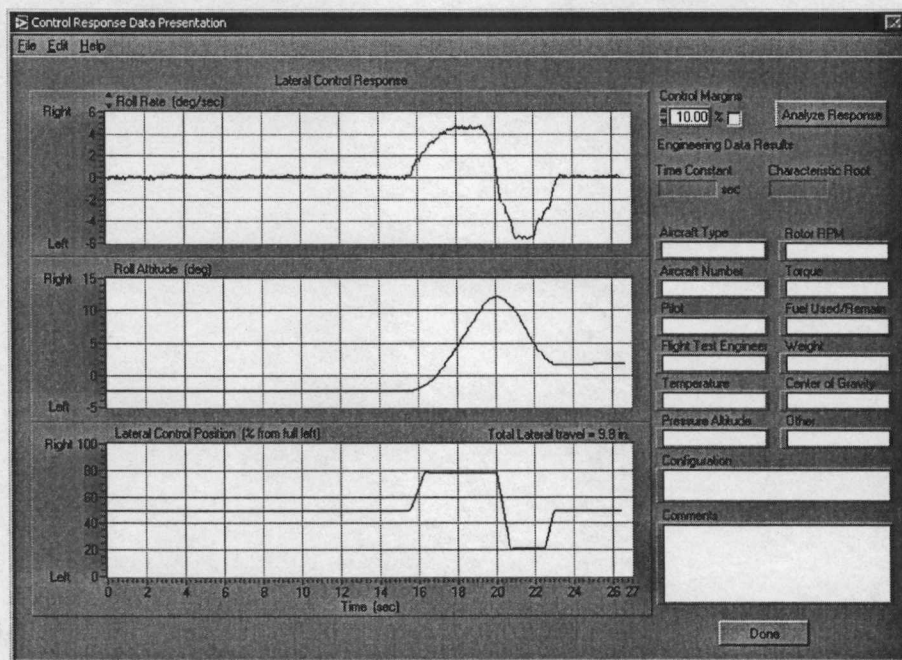 Control Response Data Presentation
File Edit Help
Lateral Control Response
Right
Roll Rate (deg/sec)
6
4
2
0
-2
-4
-6
Left
Right
Roll Attitude (deg)
15
10
5
0
-5
Left
Right
Lateral Control Position (% from full left) Total Lateral travel = 9.9 in.
100
80
60
40
20
0
Left
0 2 4 6 8 10 12 14 16 18 20 22 24 26 27
Time (sec)
Control Margins
10.00 %
Analyze Response
Engineering Data Results
Time Constant Characteristic Root
sec
Aircraft Type Rotor RPM
Aircraft Number Torque
Pilot Fuel Used/Remain
Flight Test Engineer Weight
Temperature Center of Gravity
Pressure Altitude Other
Configuration
Comments
Done